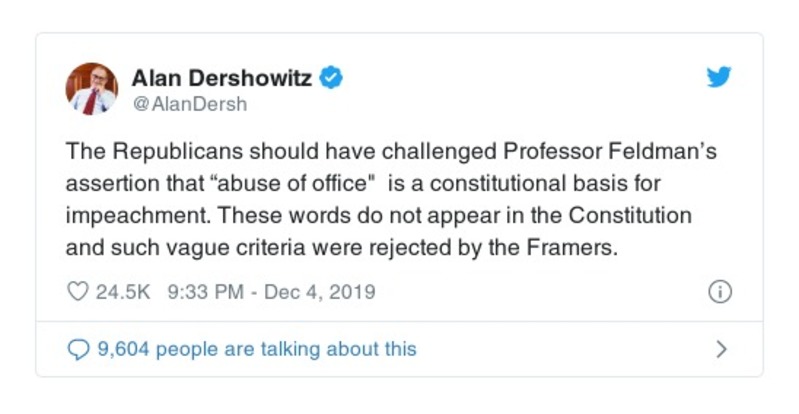 Alan Dershowitz
@AlanDersh
The Republicans should have challenged Professor Feldman’s
assertion that “abuse of office"  is a constitutional basis for
impeachment. These words do not appear in the Constitution
and such vague criteria were rejected by the Framers.
24.5K 9:33 PM - Dec 4, 2019
9,604 people are talking about this